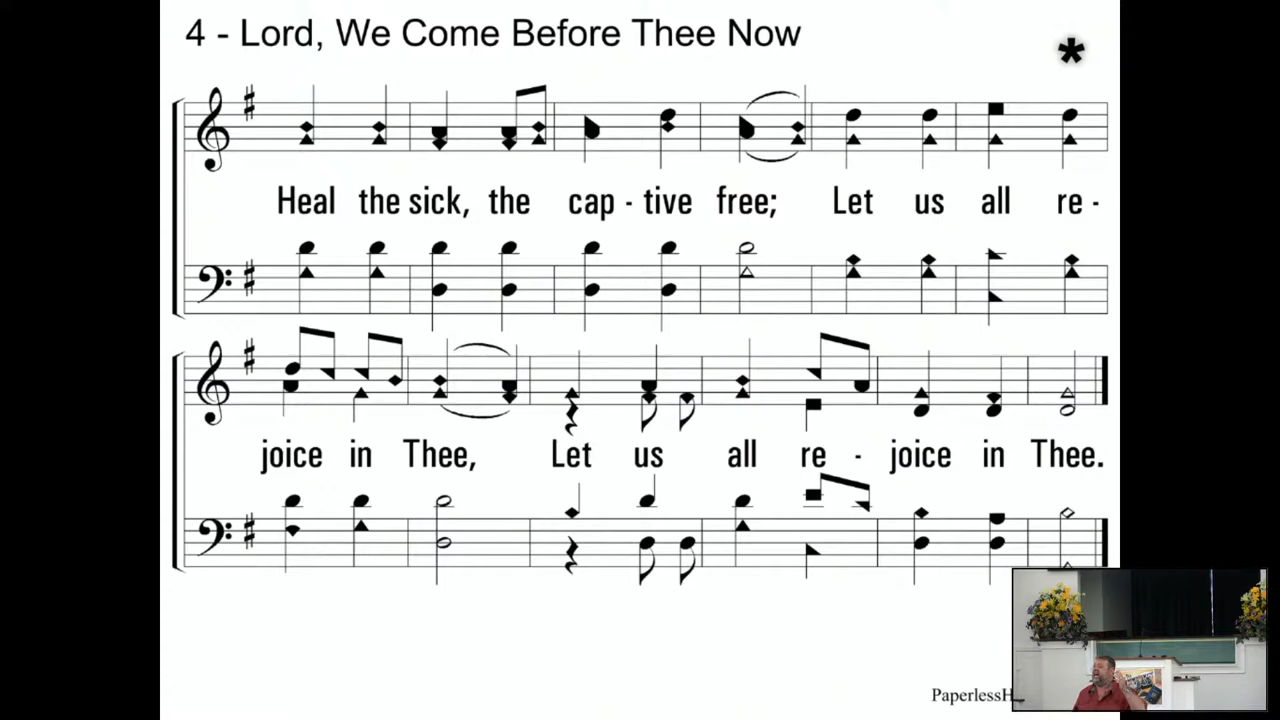 4 - Lord, We Come Before Thee Now
*
Heal the sick, the cap - tive free; Let us all re -
joice in Thee, Let us all re - joice in Thee.
PaperlessH